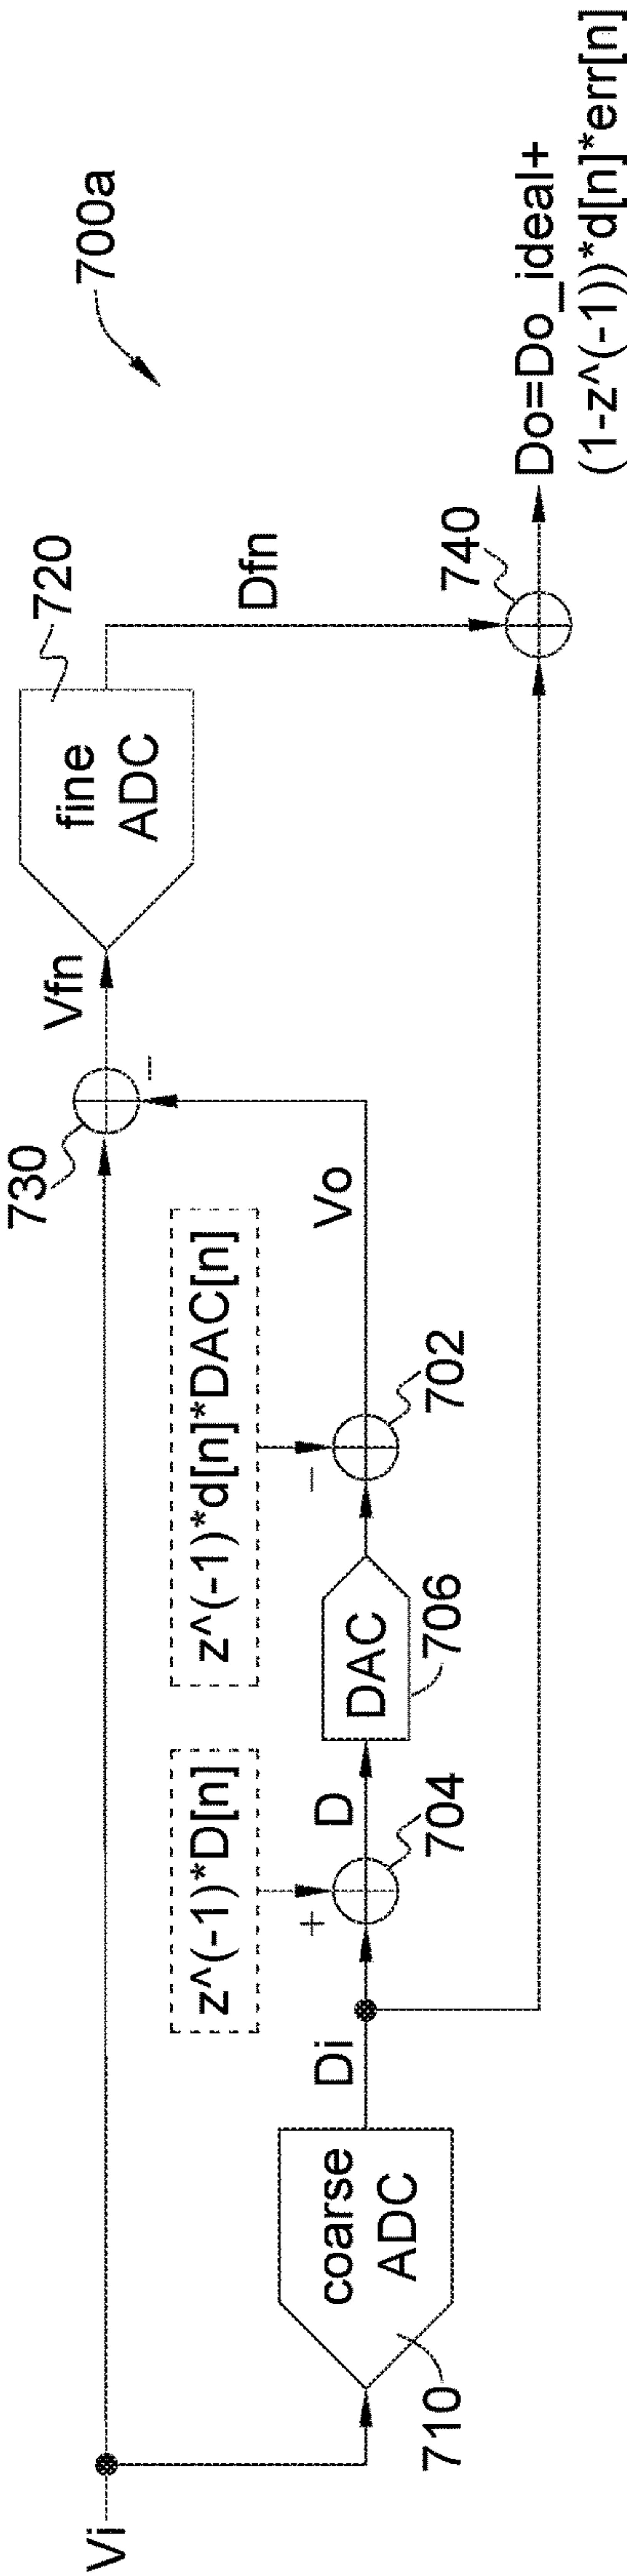 700a
Vi
730
Vfn
fine
ADC
720
z^(-1)*D[n]
z^(-1)*d[n]*DAC[n]
−
Dfn
coarse
ADC
710
Di
+
704
D
DAC
706
−
702
Vo
740
Do=Do_ideal+
(1-z^(-1))*d[n]*err[n]